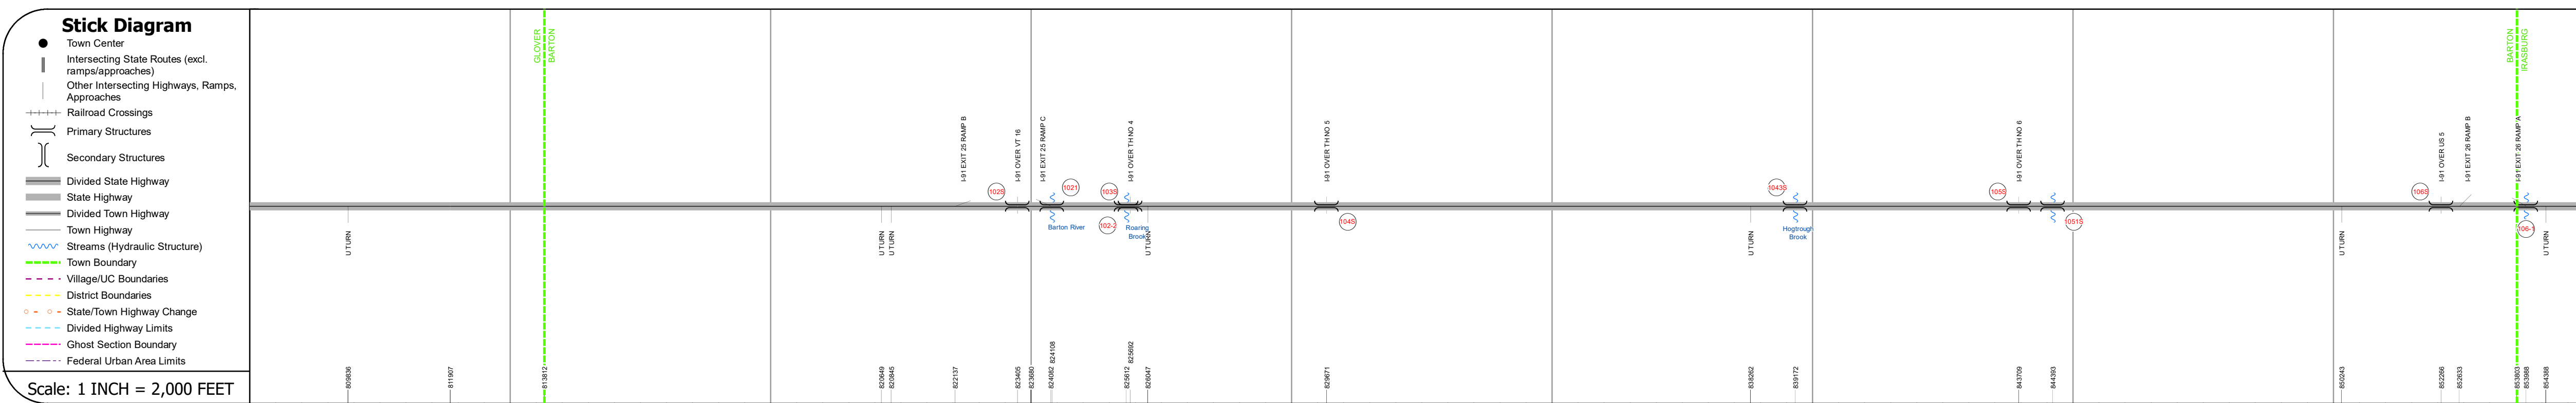 Stick Diagram
Town Center
Intersecting State Routes (excl.
ramps/approaches)
Other Intersecting Highways, Ramps,
Approaches
Railroad Crossings
Primary Structures
Secondary Structures
Divided State Highway
State Highway
Divided Town Highway
Town Highway
Streams (Hydraulic Structure)
Town Boundary
Village/UC Boundaries
District Boundaries
State/Town Highway Change
Divided Highway Limits
Ghost Section Boundary
Federal Urban Area Limits
Scale: 1 INCH = 2,000 FEET
GLOVER
BARTON
BARTON
IRASBURG
I-91 EXIT 25 RAMP B
I-91 OVER VT 16
I-91 EXIT 25 RAMP C
I-91 OVER TH NO 4
I-91 OVER TH NO 5
I-91 OVER TH NO 6
I-91 OVER US 5
I-91 EXIT 26 RAMP B
I-91 EXIT 26 RAMP A
102S
1021
103S
102-2
104S
1043S
105S
1051S
106S
106-1
Barton River
Roaring
Brook
Hogtrough
Brook
U TURN
U TURN
U TURN
U TURN
U TURN
U TURN
U TURN
809836
811907
813812
820649
820845
822137
823405
823680
824082
824108
825612
825692
826047
829671
838262
839172
843709
844393
850243
852266
852633
853803
853988
854388